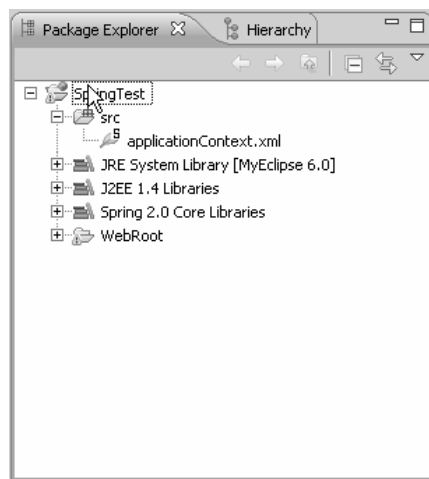 Package Explorer Hierarchy
SpringTest
src
applicationContext.xml
JRE System Library [MyEclipse 6.0]
J2EE 1.4 Libraries
Spring 2.0 Core Libraries
WebRoot